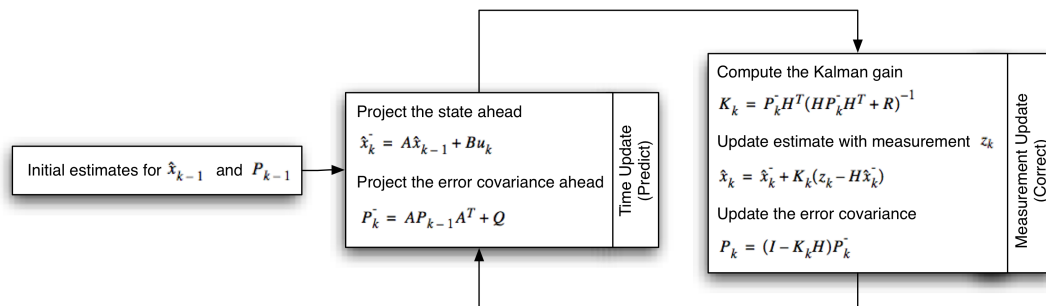 Initial estimates for x̂ₖ₋₁ and Pₖ₋₁
Project the state ahead
x̂ₖ⁻ = Ax̂ₖ₋₁ + Buₖ
Project the error covariance ahead
Pₖ⁻ = APₖ₋₁Aᵀ + Q
Time Update
(Predict)
Compute the Kalman gain
Kₖ = Pₖ⁻Hᵀ(HPₖ⁻Hᵀ + R)⁻¹
Update estimate with measurement zₖ
x̂ₖ = x̂ₖ⁻ + Kₖ(zₖ − Hx̂ₖ⁻)
Update the error covariance
Pₖ = (I − KₖH)Pₖ⁻
Measurement Update
(Correct)